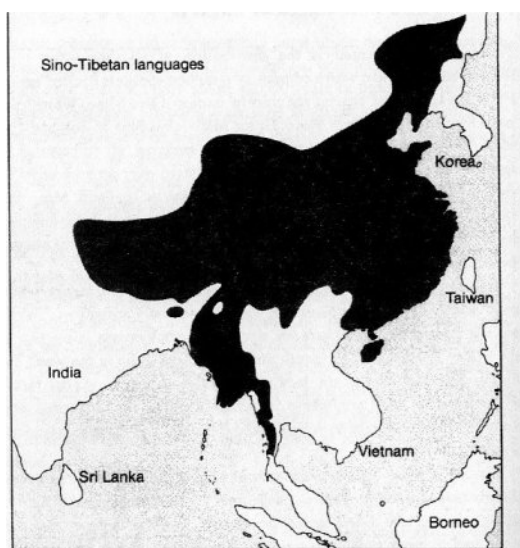 Sino-Tibetan languages
Korea
Taiwan
India
Vietnam
Sri Lanka
Borneo